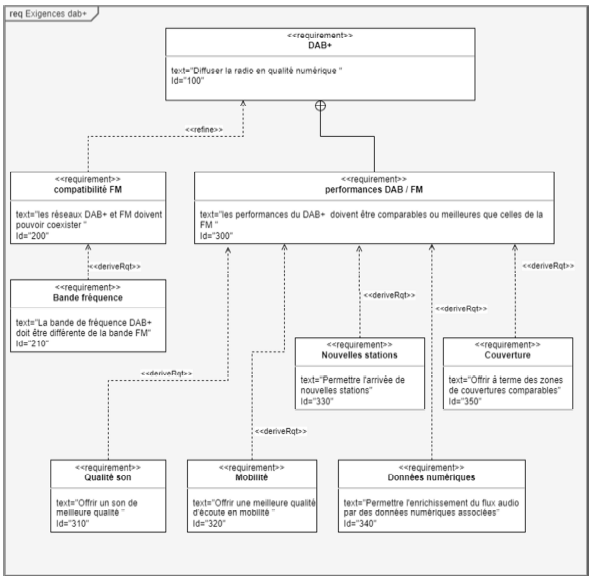 req Exigences dab+
<<requirement>>
DAB+
text="Diffuser la radio en qualité numérique "
Id="100"
<<refine>>
<<requirement>>
compatibilité FM
text="les réseaux DAB+ et FM doivent
pouvoir coexister "
Id="200"
<<requirement>>
performances DAB / FM
text="les performances du DAB+ doivent être comparables ou meilleures que celles de la
FM "
Id="300"
<<deriveRqt>>
<<deriveRqt>>
<<requirement>>
Bande fréquence
text="La bande de fréquence DAB+
doit être différente de la bande FM"
Id="210"
<<deriveRqt>>
<<deriveRqt>>
<<requirement>>
Nouvelles stations
text="Permettre l'arrivée de
nouvelles stations"
Id="330"
<<requirement>>
Couverture
text="Offrir à terme des zones
de couvertures comparables"
Id="350"
<<deriveRqt>>
<<deriveRqt>>
<<requirement>>
Qualité son
text="Offrir un son de
meilleure qualité "
Id="310"
<<requirement>>
Mobilité
text="Offrir une meilleure qualité
d'écoute en mobilité "
Id="320"
<<requirement>>
Données numériques
text="Permettre l'enrichissement du flux audio
par des données numériques associées"
Id="340"